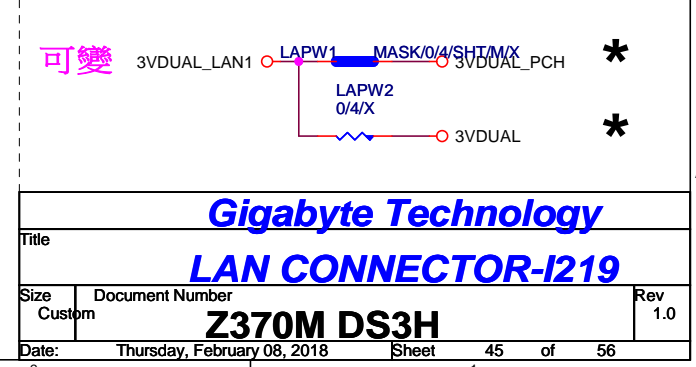 可變 3VDUAL_LAN1 LAPW1 MASK/0/4/SHT/M/X 3VDUAL_PCH *
LAPW2
0/4/X
3VDUAL *
Gigabyte Technology
Title
LAN CONNECTOR-I219
Size Document Number Rev
Custom Z370M DS3H 1.0
Date: Thursday, February 08, 2018 Sheet 45 of 56